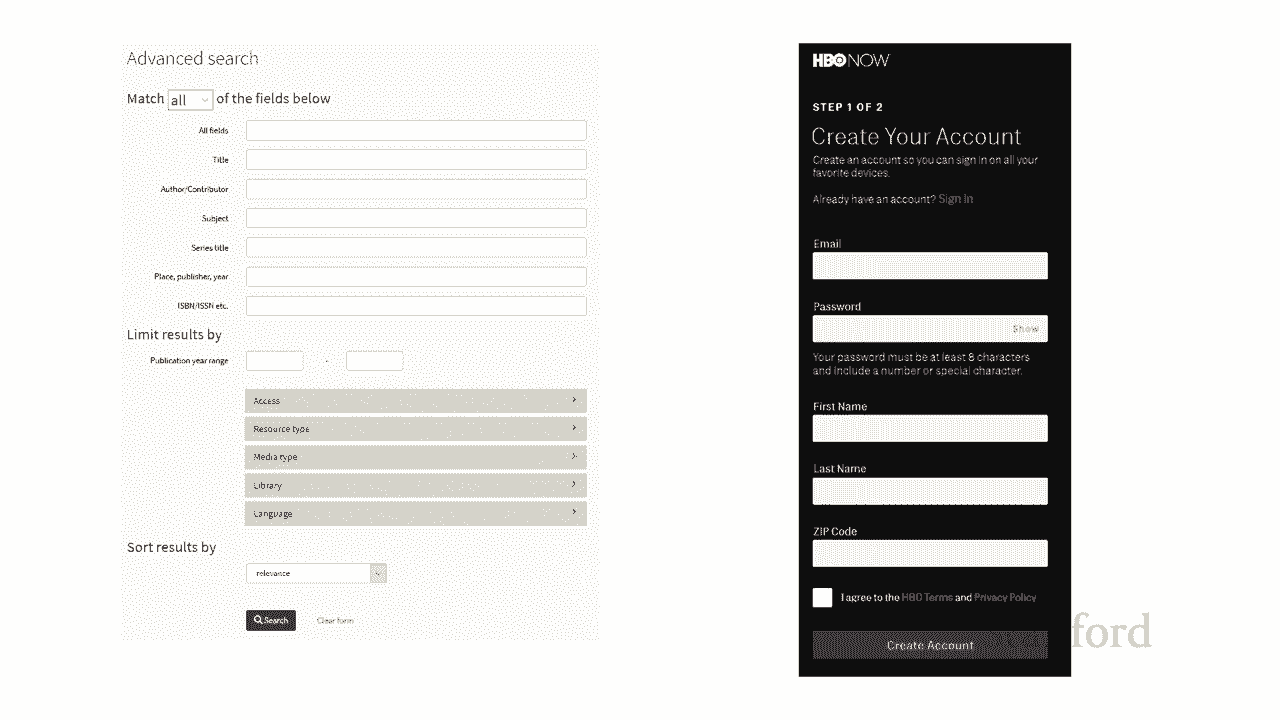 Advanced search
Match all of the fields below
All fields
Title
Author/Contributor
Subject
Series title
Place, publisher, year
ISBN/ISSN etc.
Limit results by
Publication year range -
Access
Resource type
Media type
Library
Language
Sort results by
relevance
Search Clear form
HBO NOW
STEP 1 OF 2
Create Your Account
Create an account so you can sign in on all your
favorite devices.
Already have an account? Sign In
Email
Password
Show
Your password must be at least 8 characters
and include a number or special character.
First Name
Last Name
ZIP Code
I agree to the HBO Terms and Privacy Policy
Create Account
ford